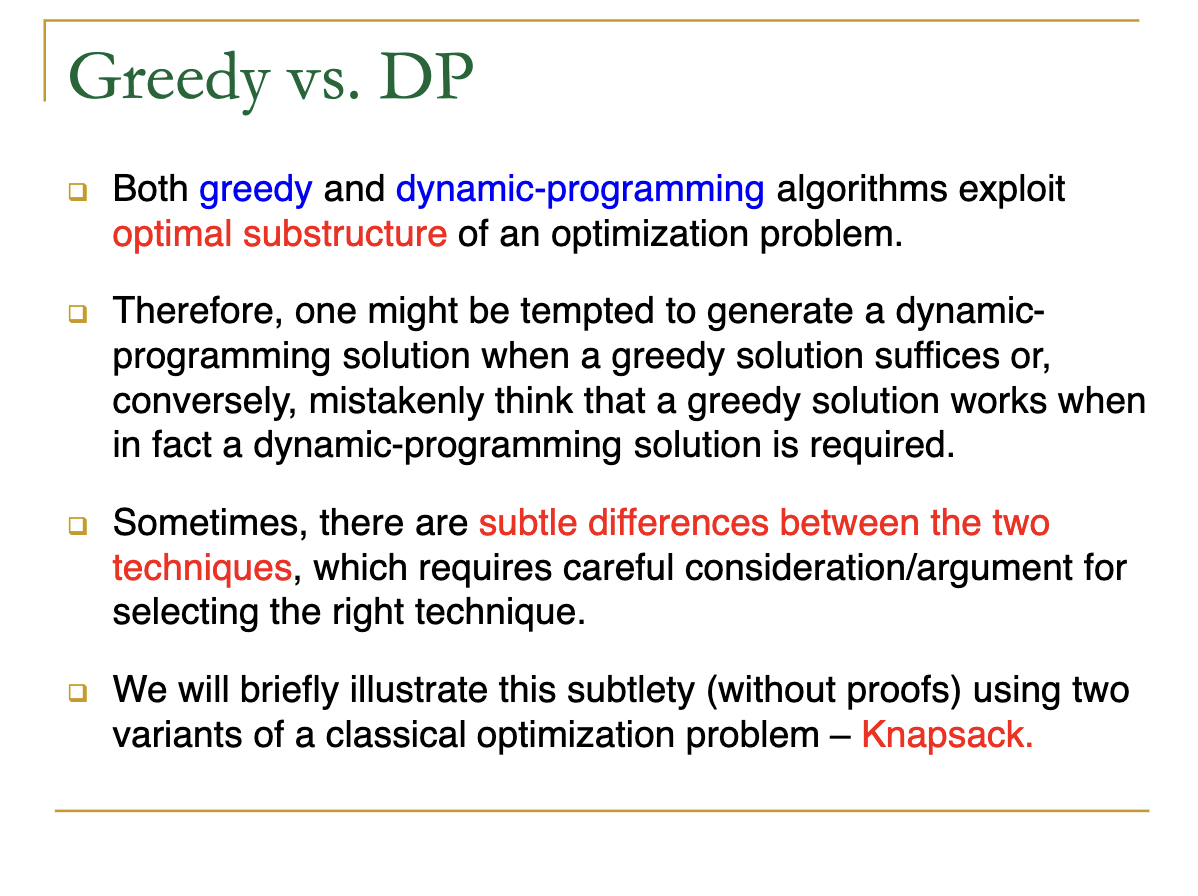 Greedy vs. DP
Both greedy and dynamic-programming algorithms exploit
optimal substructure of an optimization problem.
Therefore, one might be tempted to generate a dynamic-
programming solution when a greedy solution suffices or,
conversely, mistakenly think that a greedy solution works when
in fact a dynamic-programming solution is required.
Sometimes, there are subtle differences between the two
techniques, which requires careful consideration/argument for
selecting the right technique.
We will briefly illustrate this subtlety (without proofs) using two
variants of a classical optimization problem – Knapsack.